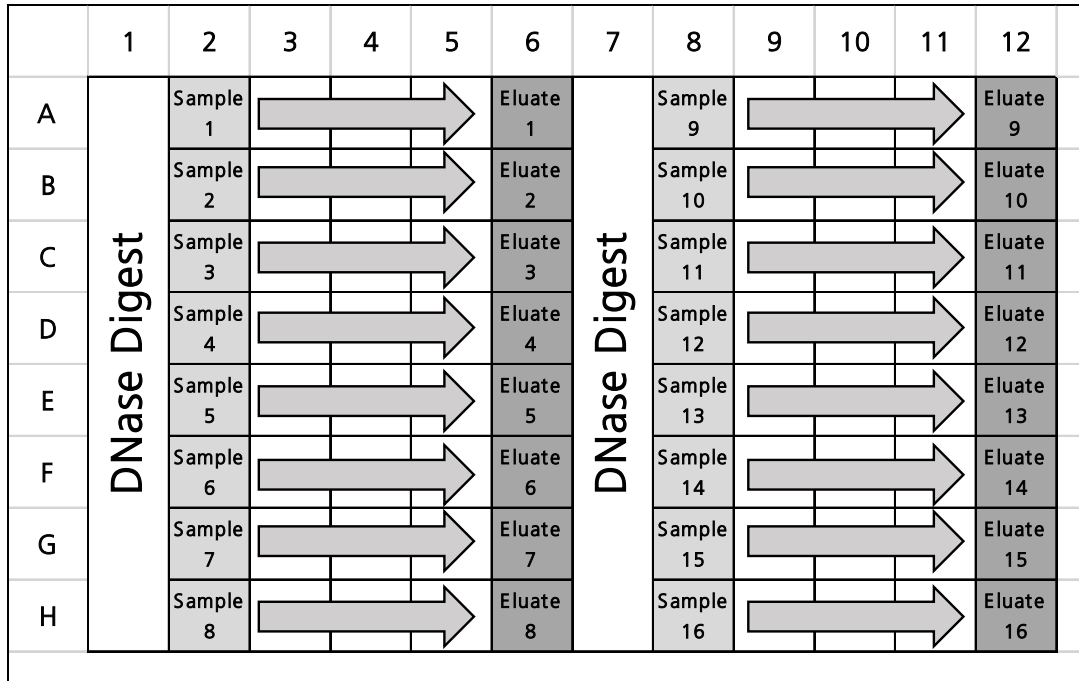 1 2 3 4 5 6 7 8 9 10 11 12
DNase Digest
DNase Digest
A Sample Eluate Sample Eluate
1 1 9 9
B Sample Eluate Sample Eluate
2 2 10 10
C Sample Eluate Sample Eluate
3 3 11 11
D Sample Eluate Sample Eluate
4 4 12 12
E Sample Eluate Sample Eluate
5 5 13 13
F Sample Eluate Sample Eluate
6 6 14 14
G Sample Eluate Sample Eluate
7 7 15 15
H Sample Eluate Sample Eluate
8 8 16 16